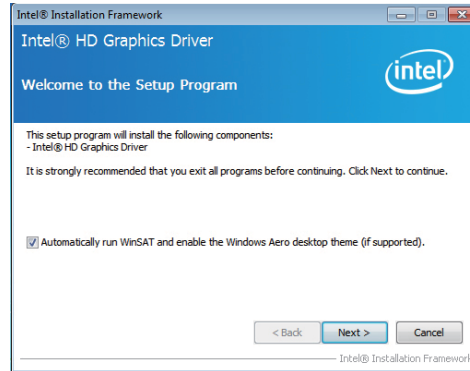 Intel® Installation Framework
Intel® HD Graphics Driver
Welcome to the Setup Program
(intel)
This setup program will install the following components:
- Intel® HD Graphics Driver
It is strongly recommended that you exit all programs before continuing. Click Next to continue.
Automatically run WinSAT and enable the Windows Aero desktop theme (if supported).
< Back Next > Cancel
Intel® Installation Framework